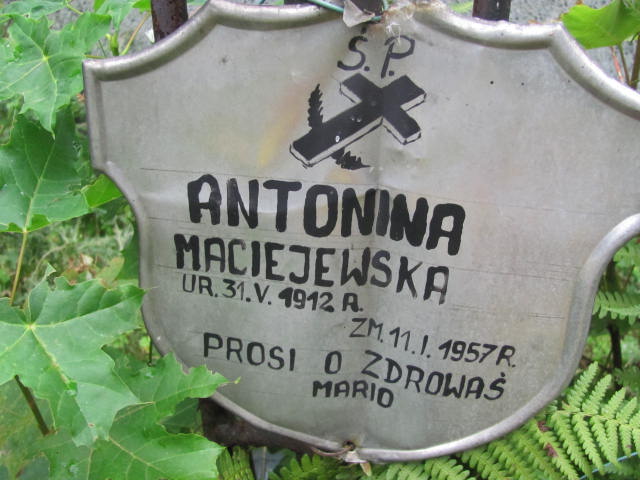 Ś.P.
ANTONINA
MACIEJEWSKA
UR. 31. V. 1912 R.
ZM. 11. I. 1957 R.
PROSI O ZDROWAŚ
MARIO